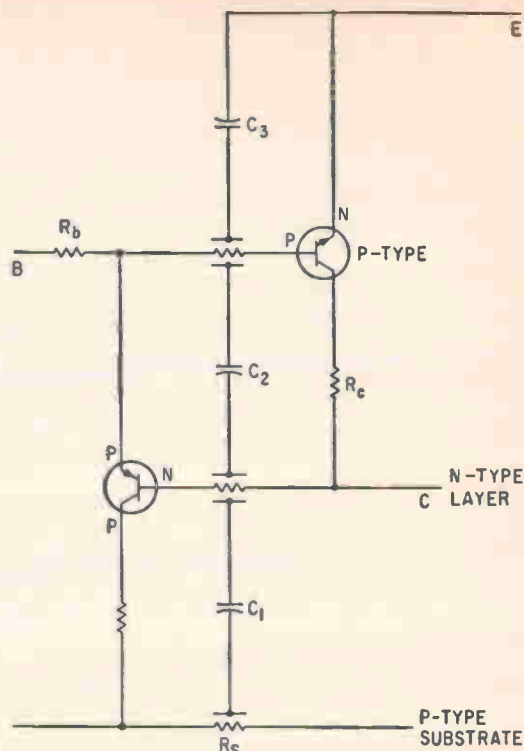 E
C3
N
Rb
P
P-TYPE
B
C2
Rc
P
N
N-TYPE
LAYER
C
P
C1
P-TYPE
SUBSTRATE
Rs